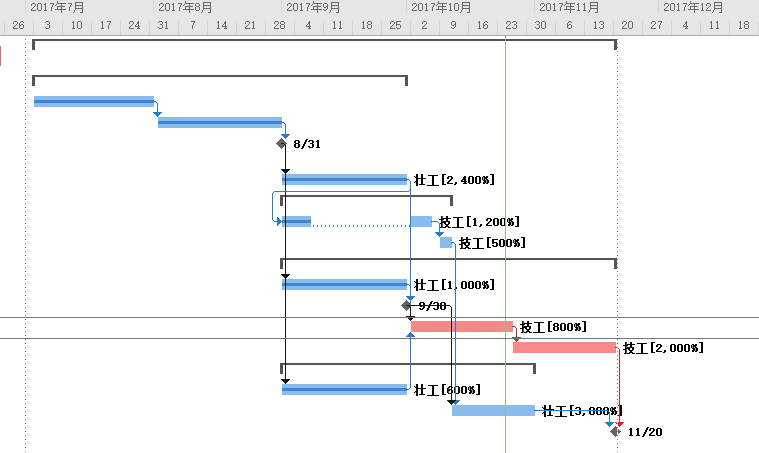 2017年7月 2017年8月 2017年9月 2017年10月 2017年11月 2017年12月
26 3 10 17 24 31 7 14 21 28 4 11 18 25 2 9 16 23 30 6 13 20 27 4 11 18
8/31
壮工[2,400%]
技工[1,200%]
技工[500%]
壮工[1,000%]
9/30
技工[800%]
技工[2,000%]
壮工[600%]
壮工[3,000%]
11/20